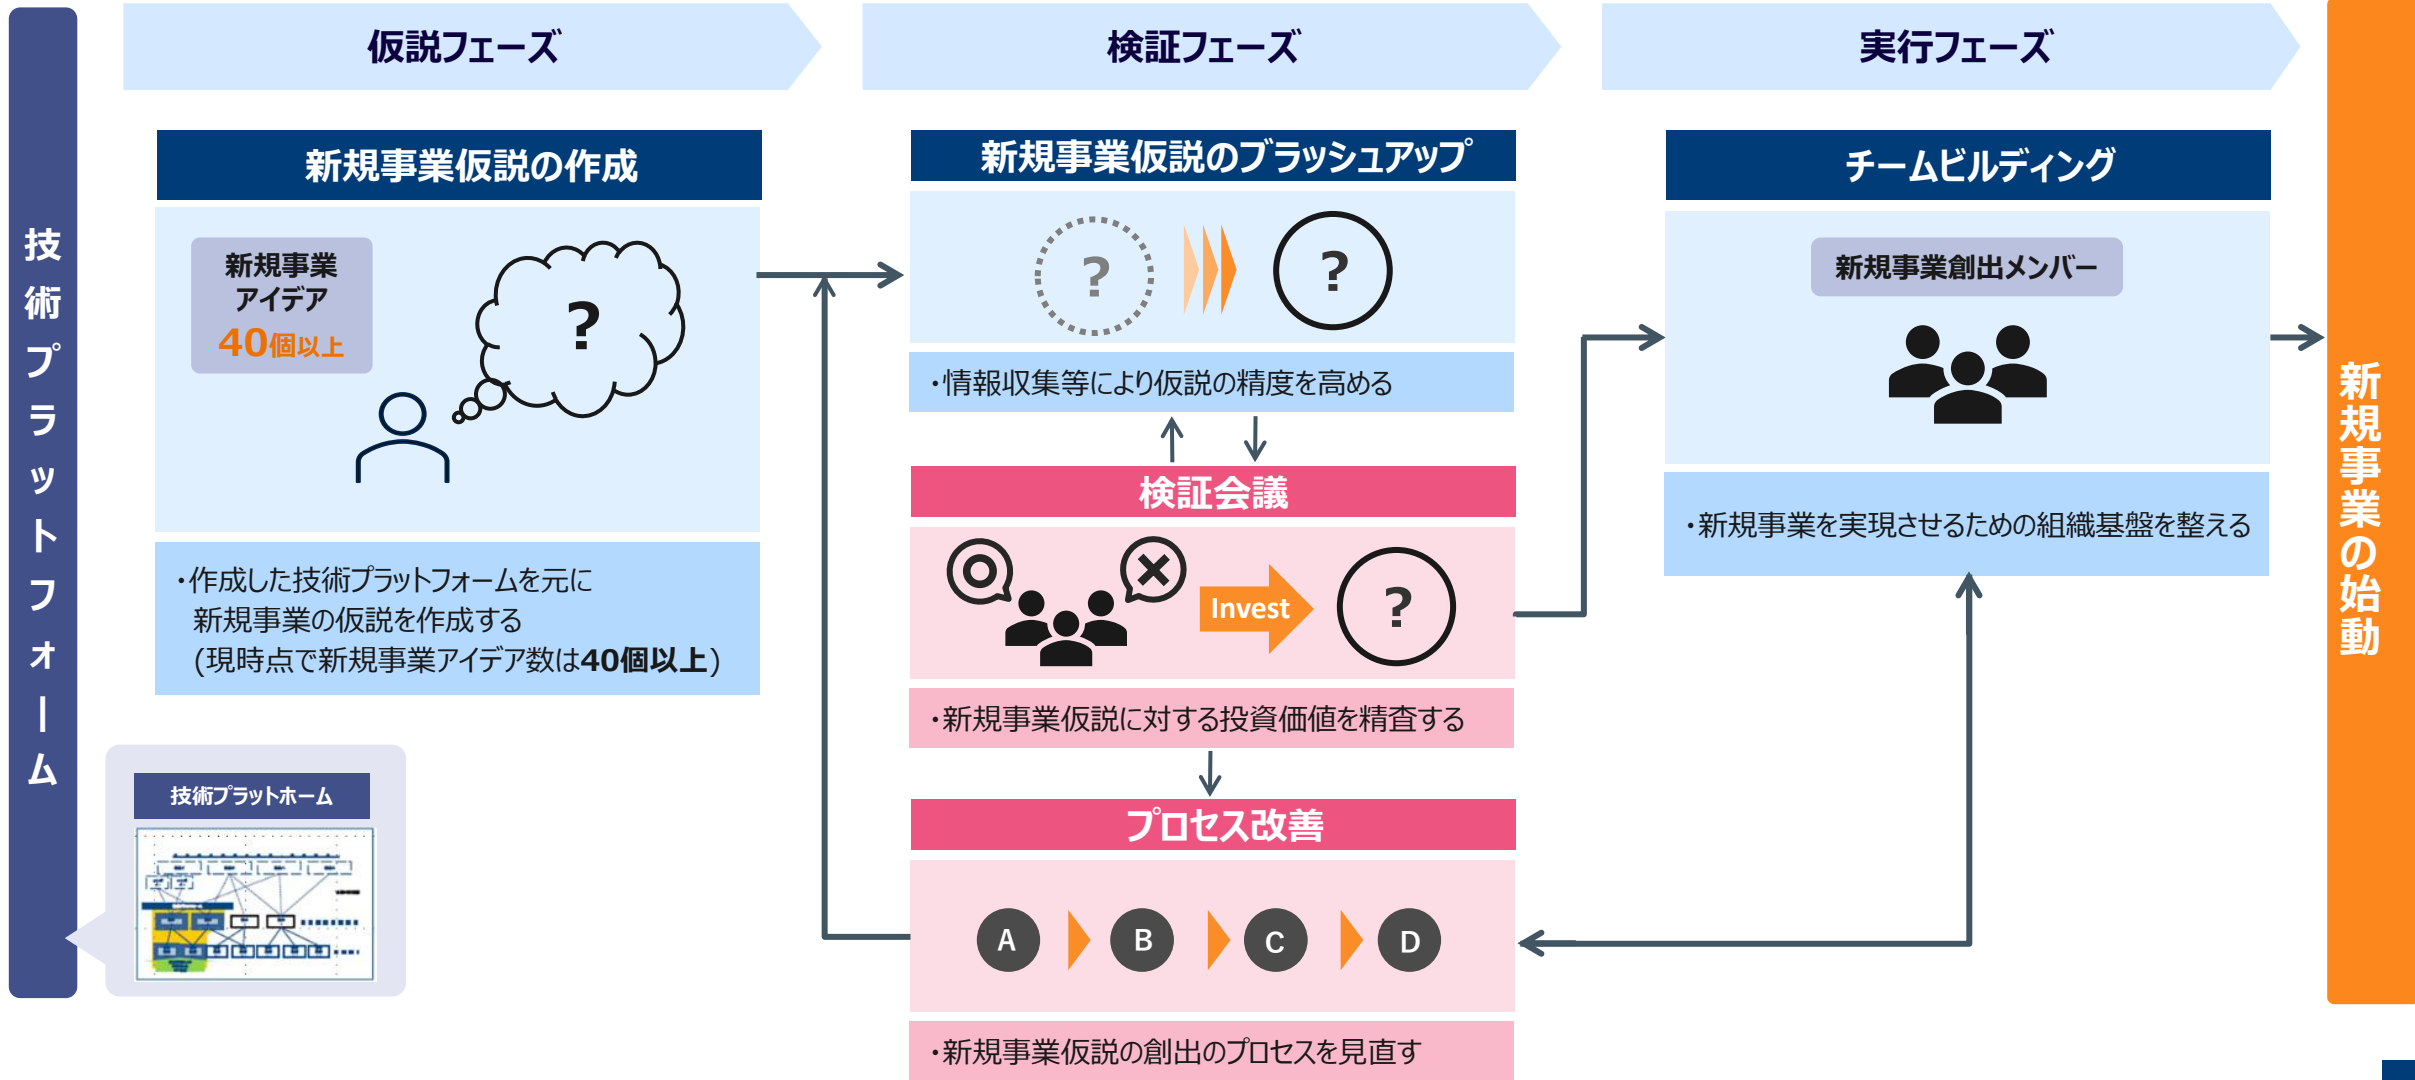 技術プラットフォーム
仮説フェーズ
検証フェーズ
実行フェーズ
新規事業仮説の作成
新規事業
アイデア
40個以上
?
・作成した技術プラットフォームを元に
新規事業の仮説を作成する
(現時点で新規事業アイデア数は40個以上)
技術プラットホーム
新規事業仮説のブラッシュアップ
?
?
・情報収集等により仮説の精度を高める
検証会議
Invest
?
・新規事業仮説に対する投資価値を精査する
プロセス改善
A
B
C
D
・新規事業仮説の創出のプロセスを見直す
チームビルディング
新規事業創出メンバー
・新規事業を実現させるための組織基盤を整える
新規事業の始動